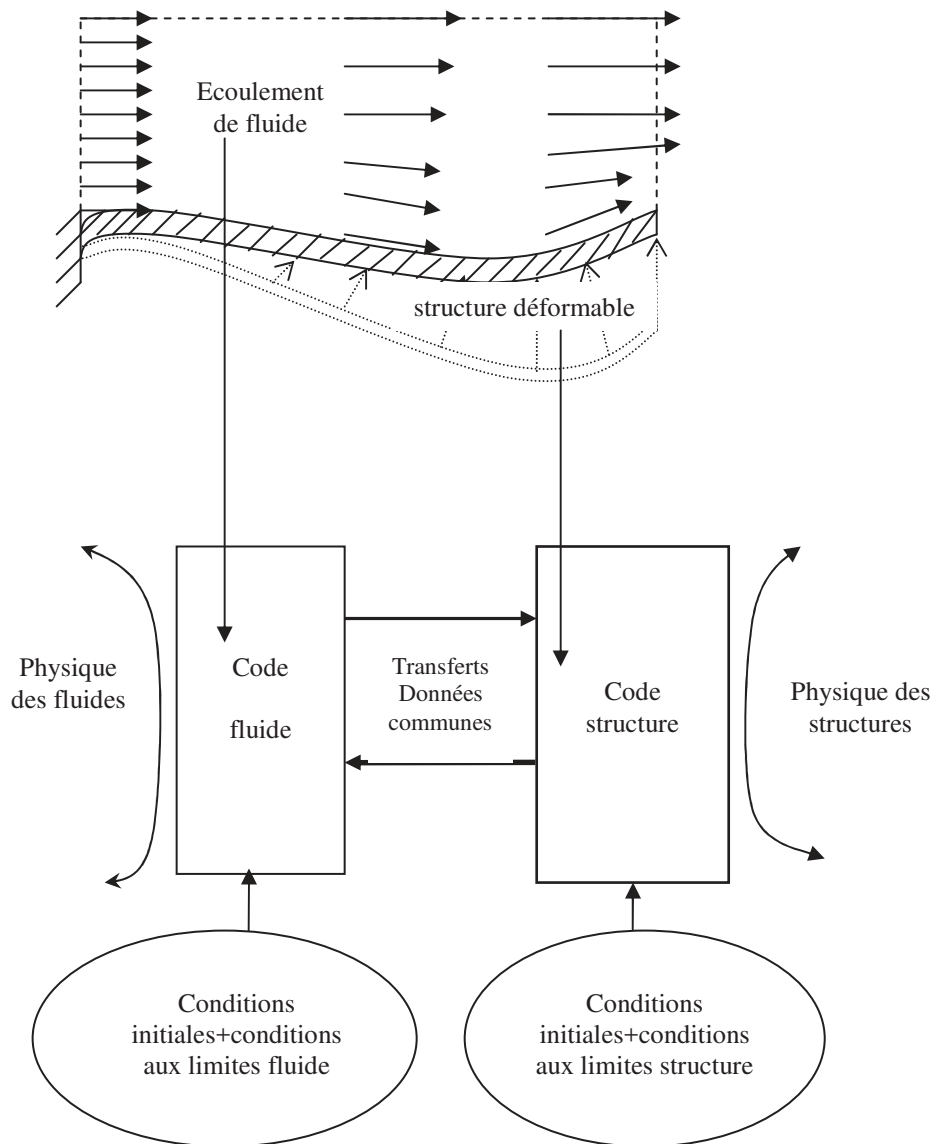 Ecoulement
de fluide
structure déformable
Physique
des fluides
Code
fluide
Transferts
Données
communes
Code
structure
Physique des
structures
Conditions
initiales+conditions
aux limites fluide
Conditions
initiales+conditions
aux limites structure